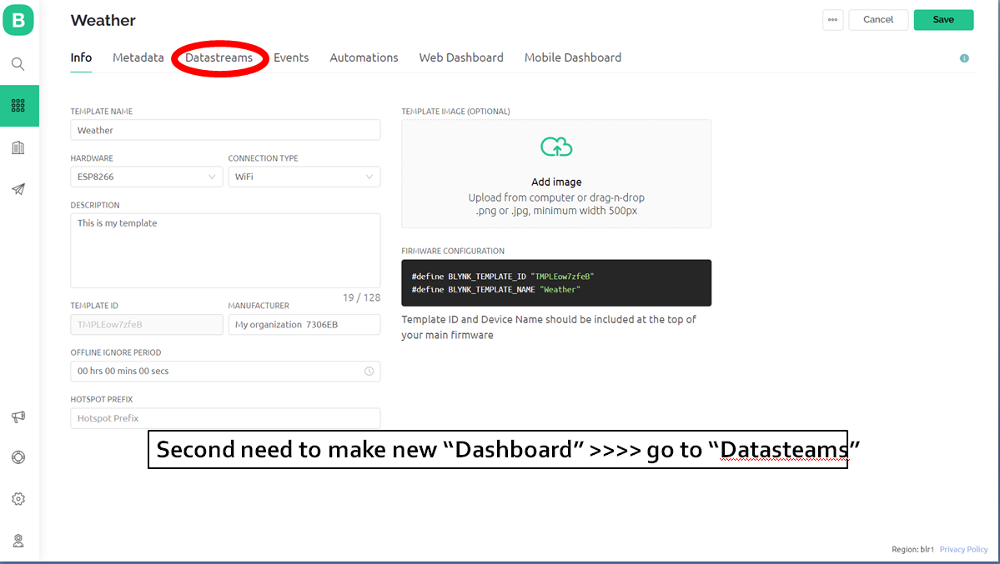 B
Weather
Cancel
Save
Info Metadata Datastreams Events Automations Web Dashboard Mobile Dashboard
TEMPLATE NAME
Weather
HARDWARE CONNECTION TYPE
ESP8266 WiFi
DESCRIPTION
This is my template
19 / 128
TEMPLATE ID MANUFACTURER
TMPLEow7zfeB My organization 7306EB
OFFLINE IGNORE PERIOD
00 hrs 00 mins 00 secs
HOTSPOT PREFIX
Hotspot Prefix
TEMPLATE IMAGE (OPTIONAL)
Add image
Upload from computer or drag-n-drop
.png or .jpg, minimum width 500px
FIRMWARE CONFIGURATION
#define BLYNK_TEMPLATE_ID "TMPLEow7zfeB"
#define BLYNK_TEMPLATE_NAME "Weather"
Template ID and Device Name should be included at the top of
your main firmware
Second need to make new “Dashboard” >>>> go to “Datasteams”
Region: blr1 Privacy Policy